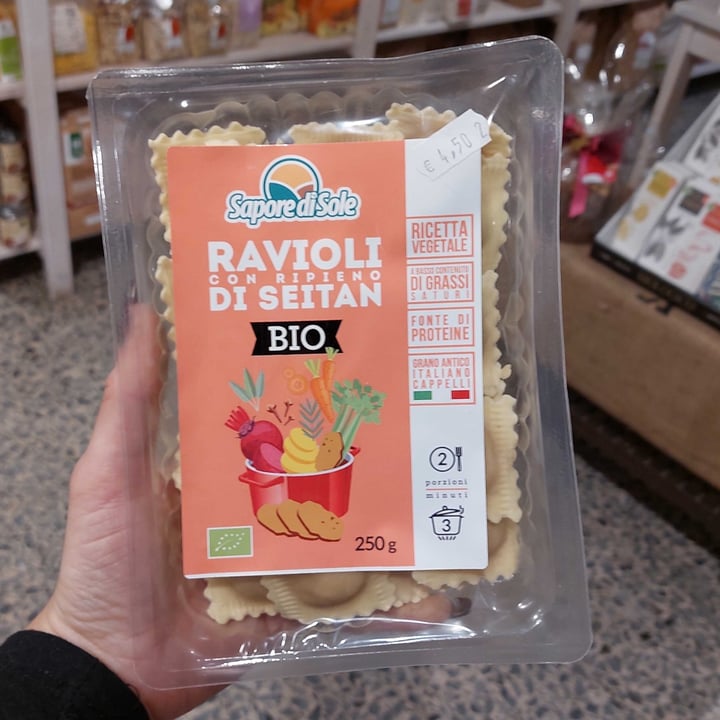 € 4,50
Sapore di Sole
RAVIOLI
CON RIPIENO
DI SEITAN
BIO
250 g
RICETTA
VEGETALE
A BASSO CONTENUTO
DI GRASSI
SATURI
FONTE DI
PROTEINE
GRANO ANTICO
ITALIANO
CAPPELLI
2
porzioni
minuti
3